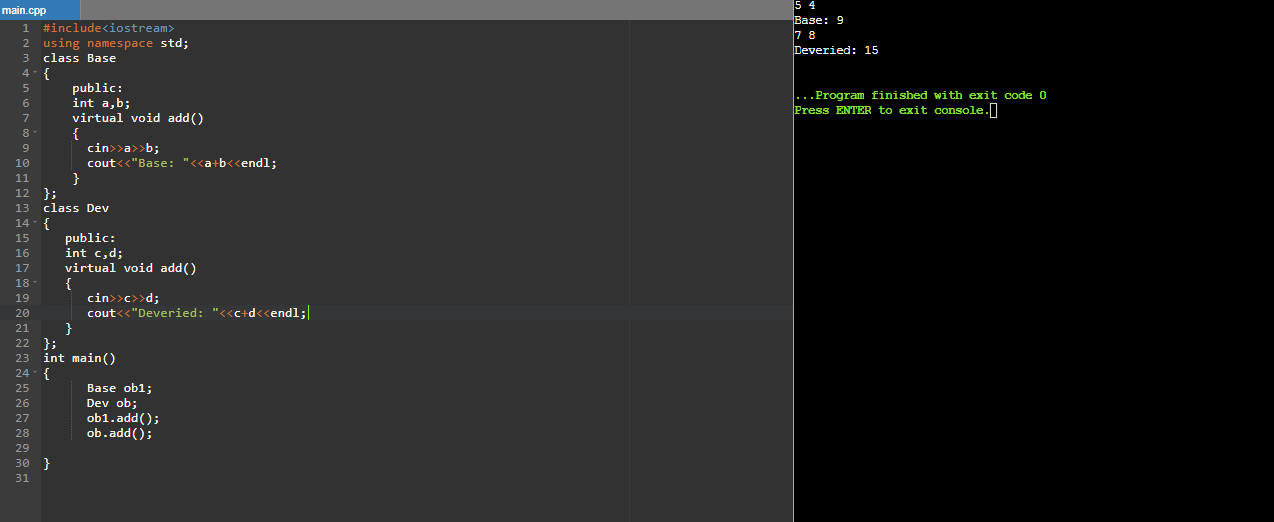 main.cpp
1 #include<iostream>
2 using namespace std;
3 class Base
4 {
5     public:
6     int a,b;
7     virtual void add()
8     {
9       cin>>a>>b;
10       cout<<"Base: "<<a+b<<endl;
11     }
12 };
13 class Dev
14 {
15    public:
16    int c,d;
17    virtual void add()
18    {
19       cin>>c>>d;
20       cout<<"Deveried: "<<c+d<<endl;
21    }
22 };
23 int main()
24 {
25       Base ob1;
26       Dev ob;
27       ob1.add();
28       ob.add();
29
30 }
31
5 4
Base: 9
7 8
Deveried: 15
...Program finished with exit code 0
Press ENTER to exit console.